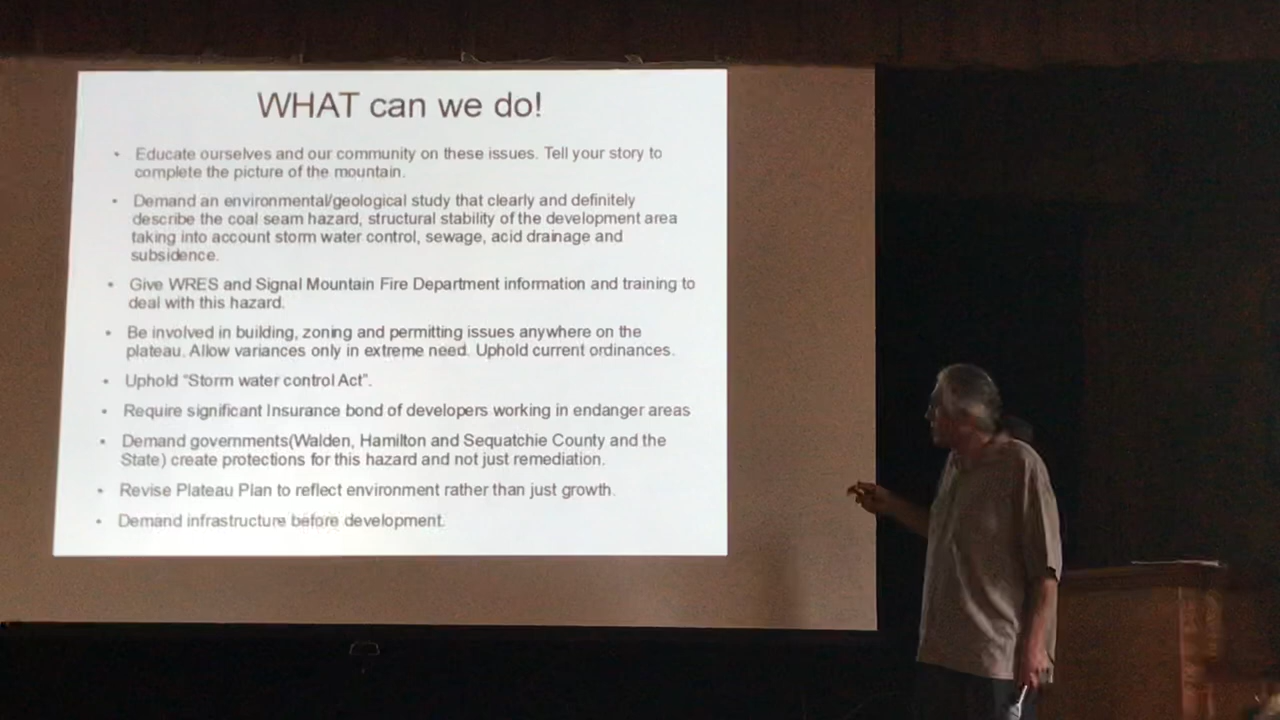 WHAT can we do!
• Educate ourselves and our community on these issues. Tell your story to
complete the picture of the mountain.
• Demand an environmental/geological study that clearly and definitely
describe the coal seam hazard, structural stability of the development area
taking into account storm water control, sewage, acid drainage and
subsidence.
• Give WRES and Signal Mountain Fire Department information and training to
deal with this hazard.
• Be involved in building, zoning and permitting issues anywhere on the
plateau. Allow variances only in extreme need. Uphold current ordinances.
• Uphold “Storm water control Act”.
• Require significant Insurance bond of developers working in endanger areas
• Demand governments(Walden, Hamilton and Sequatchie County and the
State) create protections for this hazard and not just remediation.
• Revise Plateau Plan to reflect environment rather than just growth.
• Demand infrastructure before development.